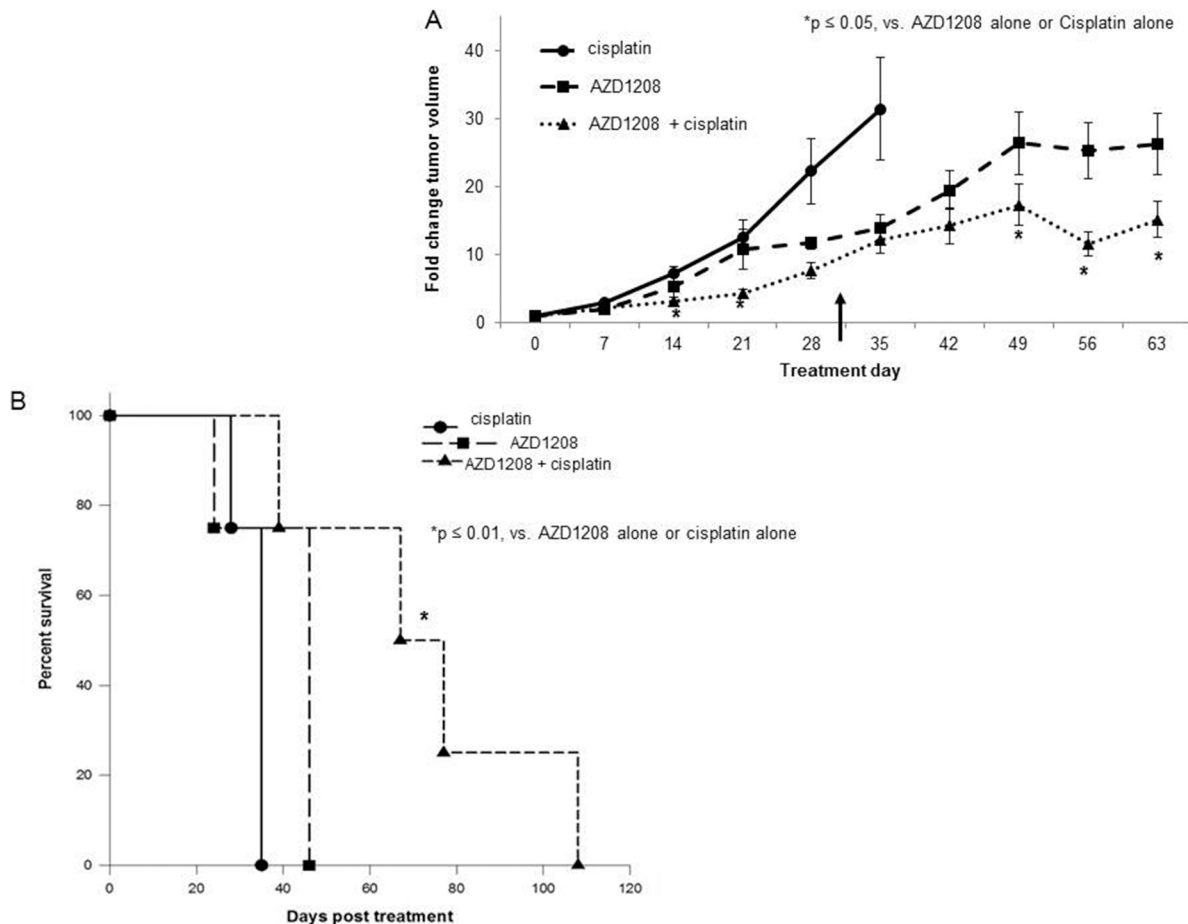 A
*p ≤ 0.05, vs. AZD1208 alone or Cisplatin alone
cisplatin
AZD1208
AZD1208 + cisplatin
Fold change tumor volume
40
30
20
10
0
*
*
*
*
*
0 7 14 21 28 35 42 49 56 63
Treatment day
B
cisplatin
AZD1208
AZD1208 + cisplatin
*p ≤ 0.01, vs. AZD1208 alone or cisplatin alone
*
Percent survival
100
80
60
40
20
0
0 20 40 60 80 100 120
Days post treatment